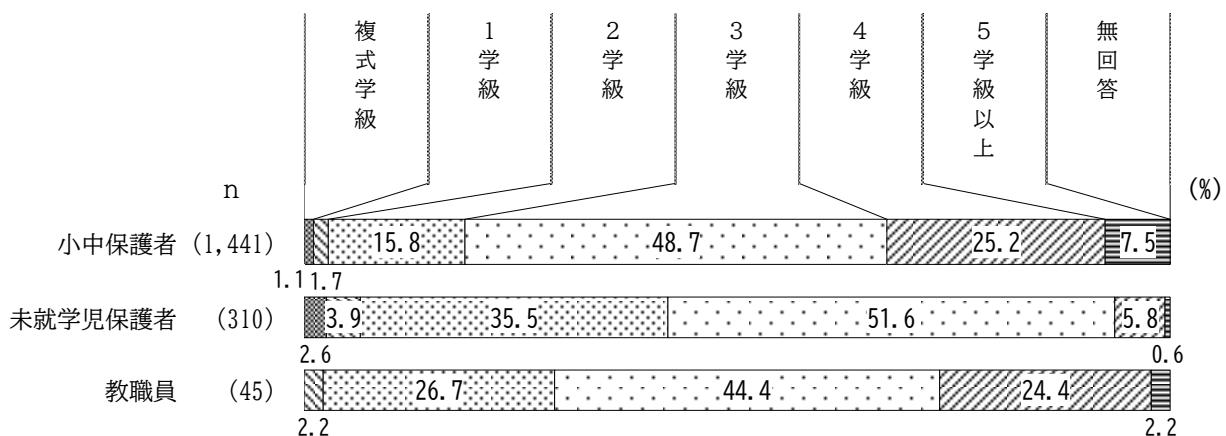 複式学級
1学級
2学級
3学級
4学級
5学級以上
無回答
n
(%)
小中保護者 (1,441) 15.8 48.7 25.2 7.5
1.1 1.7
未就学児保護者 (310) 3.9 35.5 51.6 5.8
2.6 0.6
教職員 (45) 26.7 44.4 24.4
2.2 2.2